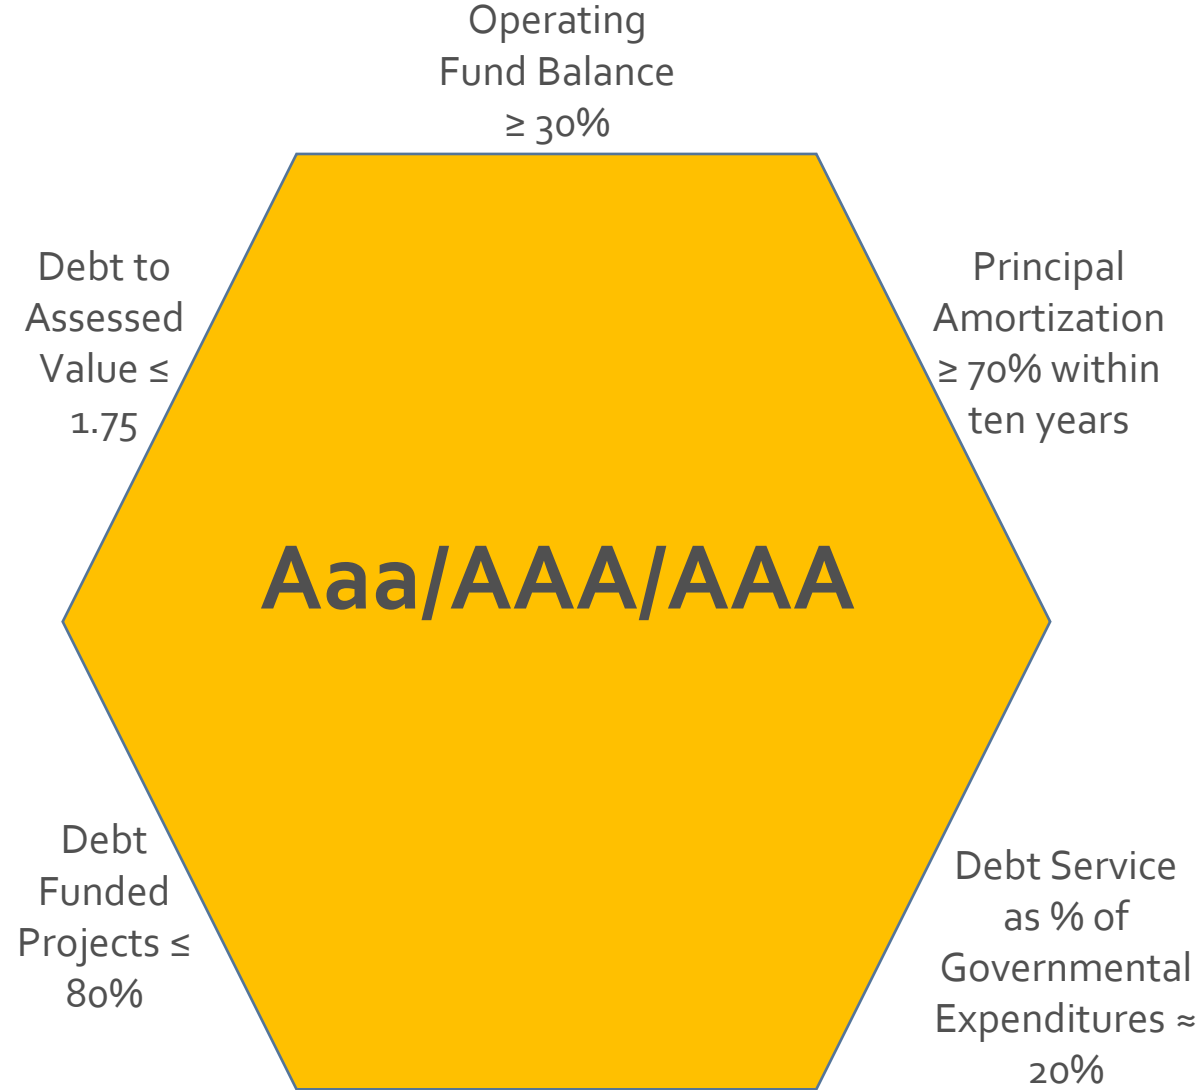 Operating
Fund Balance
≥ 30%
Debt to
Assessed
Value ≤
1.75
Principal
Amortization
≥ 70% within
ten years
Aaa/AAA/AAA
Debt
Funded
Projects ≤
80%
Debt Service
as % of
Governmental
Expenditures ≈
20%